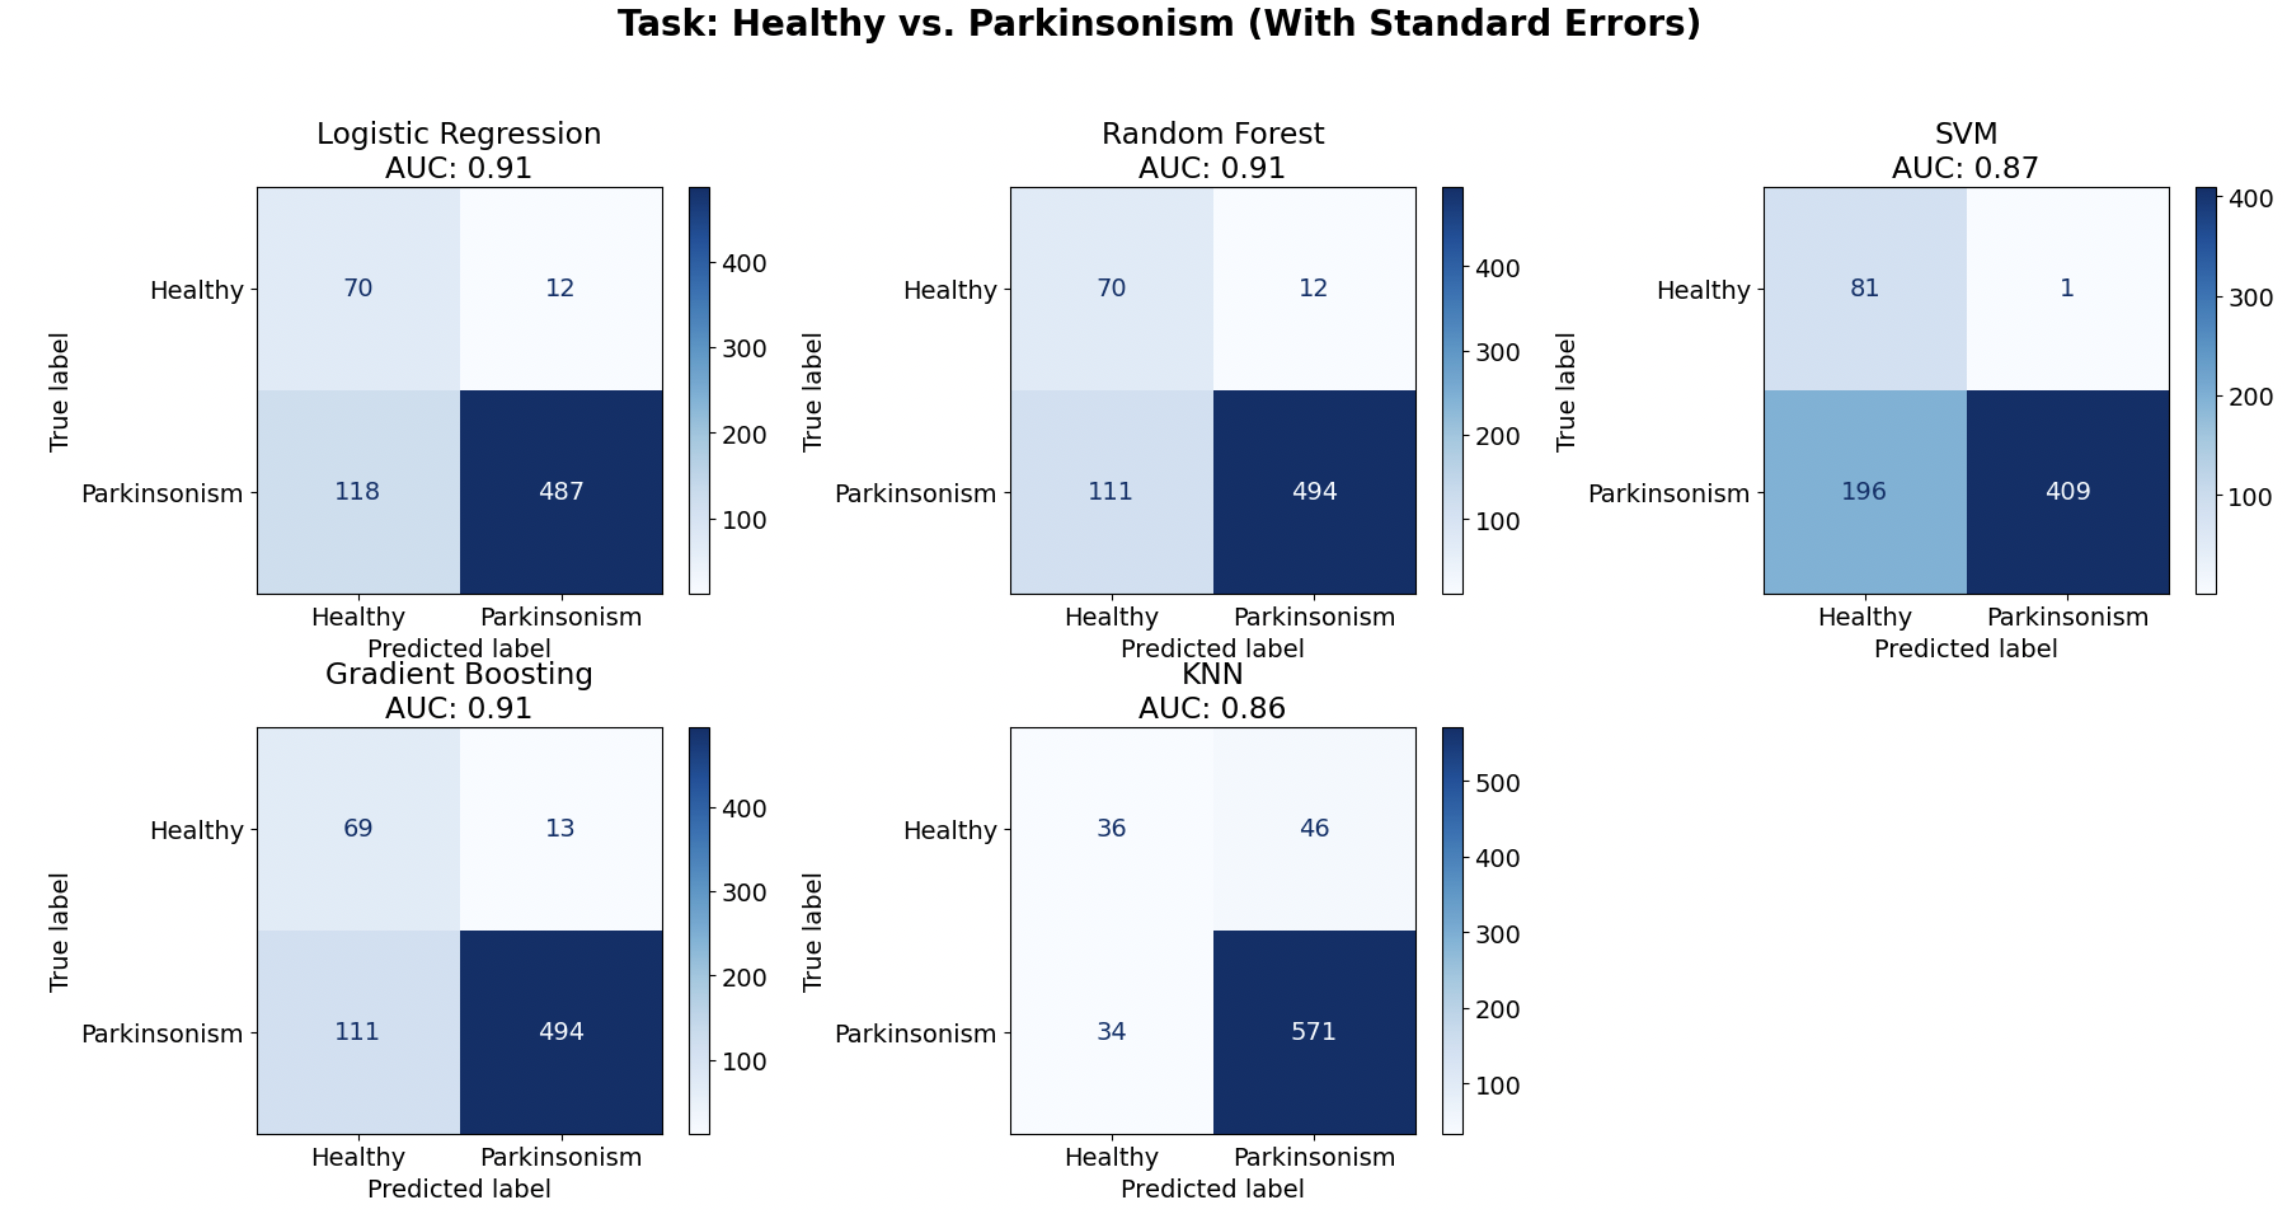 Task: Healthy vs. Parkinsonism (With Standard Errors)
Logistic Regression
AUC: 0.91
True label
Healthy
Parkinsonism
70
12
118
487
Healthy
Parkinsonism
Predicted label
400
300
200
100
Random Forest
AUC: 0.91
True label
Healthy
Parkinsonism
70
12
111
494
Healthy
Parkinsonism
Predicted label
400
300
200
100
SVM
AUC: 0.87
True label
Healthy
Parkinsonism
81
1
196
409
Healthy
Parkinsonism
Predicted label
400
300
200
100
Gradient Boosting
AUC: 0.91
True label
Healthy
Parkinsonism
69
13
111
494
Healthy
Parkinsonism
Predicted label
400
300
200
100
KNN
AUC: 0.86
True label
Healthy
Parkinsonism
36
46
34
571
Healthy
Parkinsonism
Predicted label
500
400
300
200
100